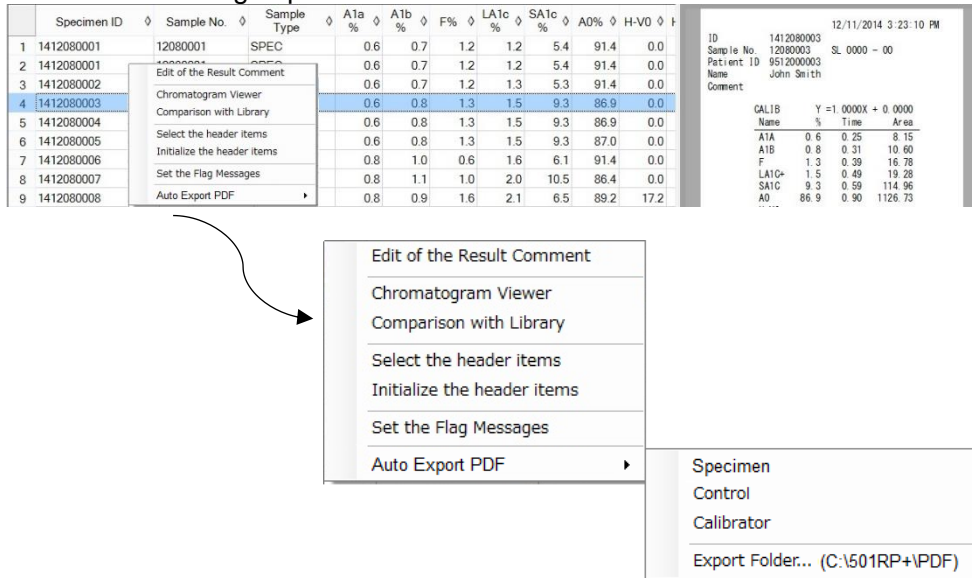 Specimen ID ◊ Sample No. ◊ Sample Type ◊ A1a % ◊ A1b % ◊ F% ◊ LA1c % ◊ SA1c % ◊ A0% ◊ H-V0 ◊
1 1412080001 12080001 SPEC 0.6 0.7 1.2 1.2 5.4 91.4 0.0
2 1412080001 0.6 0.7 1.2 1.2 5.4 91.4 0.0
3 1412080002 0.6 0.7 1.2 1.3 5.3 91.4 0.0
4 1412080003 0.6 0.8 1.3 1.5 9.3 86.9 0.0
5 1412080004 0.6 0.8 1.3 1.5 9.3 86.9 0.0
6 1412080005 0.6 0.8 1.3 1.5 9.3 87.0 0.0
7 1412080006 0.8 1.0 0.6 1.6 6.1 91.4 0.0
8 1412080007 0.8 1.1 1.0 2.0 10.5 86.4 0.0
9 1412080008 0.8 0.9 1.6 2.1 6.5 89.2 17.2
Edit of the Result Comment
Chromatogram Viewer
Comparison with Library
Select the header items
Initialize the header items
Set the Flag Messages
Auto Export PDF
12/11/2014 3:23:10 PM
ID 1412080003
Sample No. 12080003 SL 0000 - 00
Patient ID 9512000003
Name John Smith
Comment
CALIB Y =1.0000X + 0.0000
Name % Time Area
A1A 0.6 0.25 8.15
A1B 0.8 0.31 10.60
F 1.3 0.39 16.78
LA1C+ 1.5 0.49 19.28
SA1C 9.3 0.59 114.96
A0 86.9 0.90 1126.73
Edit of the Result Comment
Chromatogram Viewer
Comparison with Library
Select the header items
Initialize the header items
Set the Flag Messages
Auto Export PDF
Specimen
Control
Calibrator
Export Folder... (C:\501RP+\PDF)